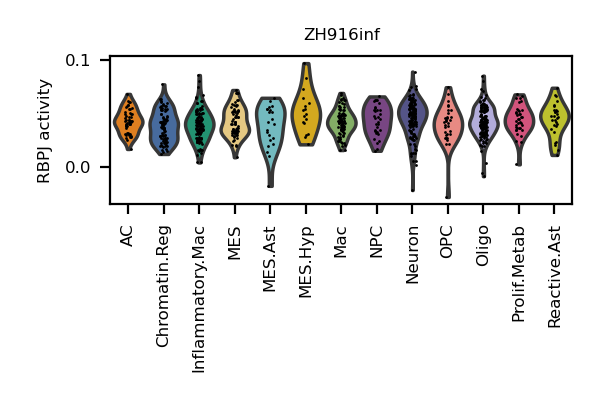 ZH916inf
0.1
0.0
RBPJ activity
AC
Chromatin.Reg
Inflammatory.Mac
MES
MES.Ast
MES.Hyp
Mac
NPC
Neuron
OPC
Oligo
Prolif.Metab
Reactive.Ast